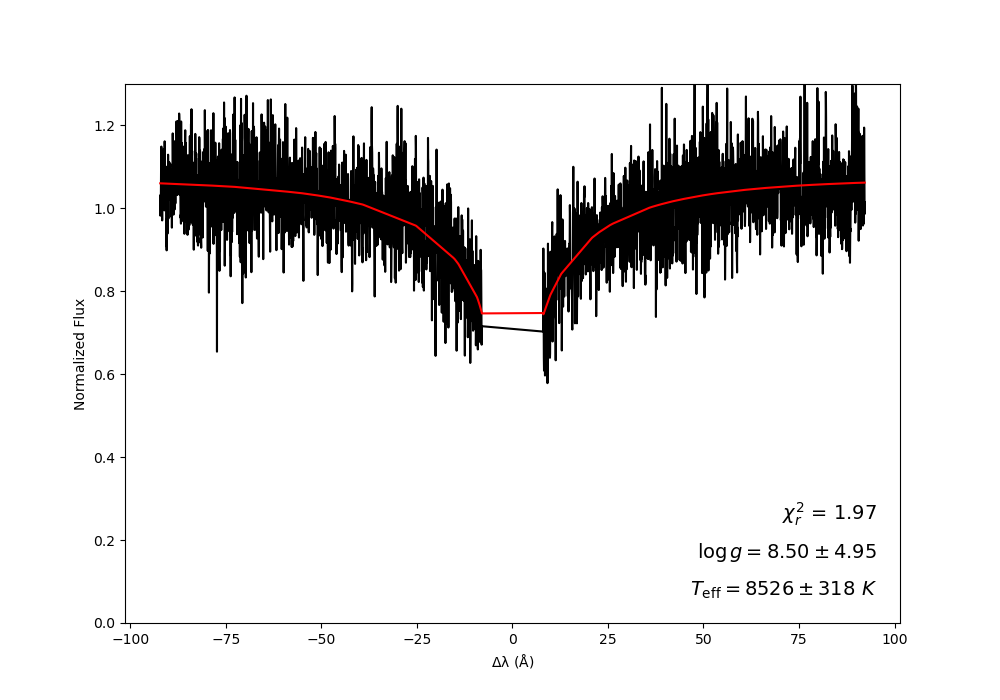 1.2
1.0
0.8
0.6
0.4
0.2
0.0
Normalized Flux
χ²ᵣ = 1.97
log g = 8.50 ± 4.95
T_eff = 8526 ± 318 K
−100 −75 −50 −25 0 25 50 75 100
Δλ (Å)